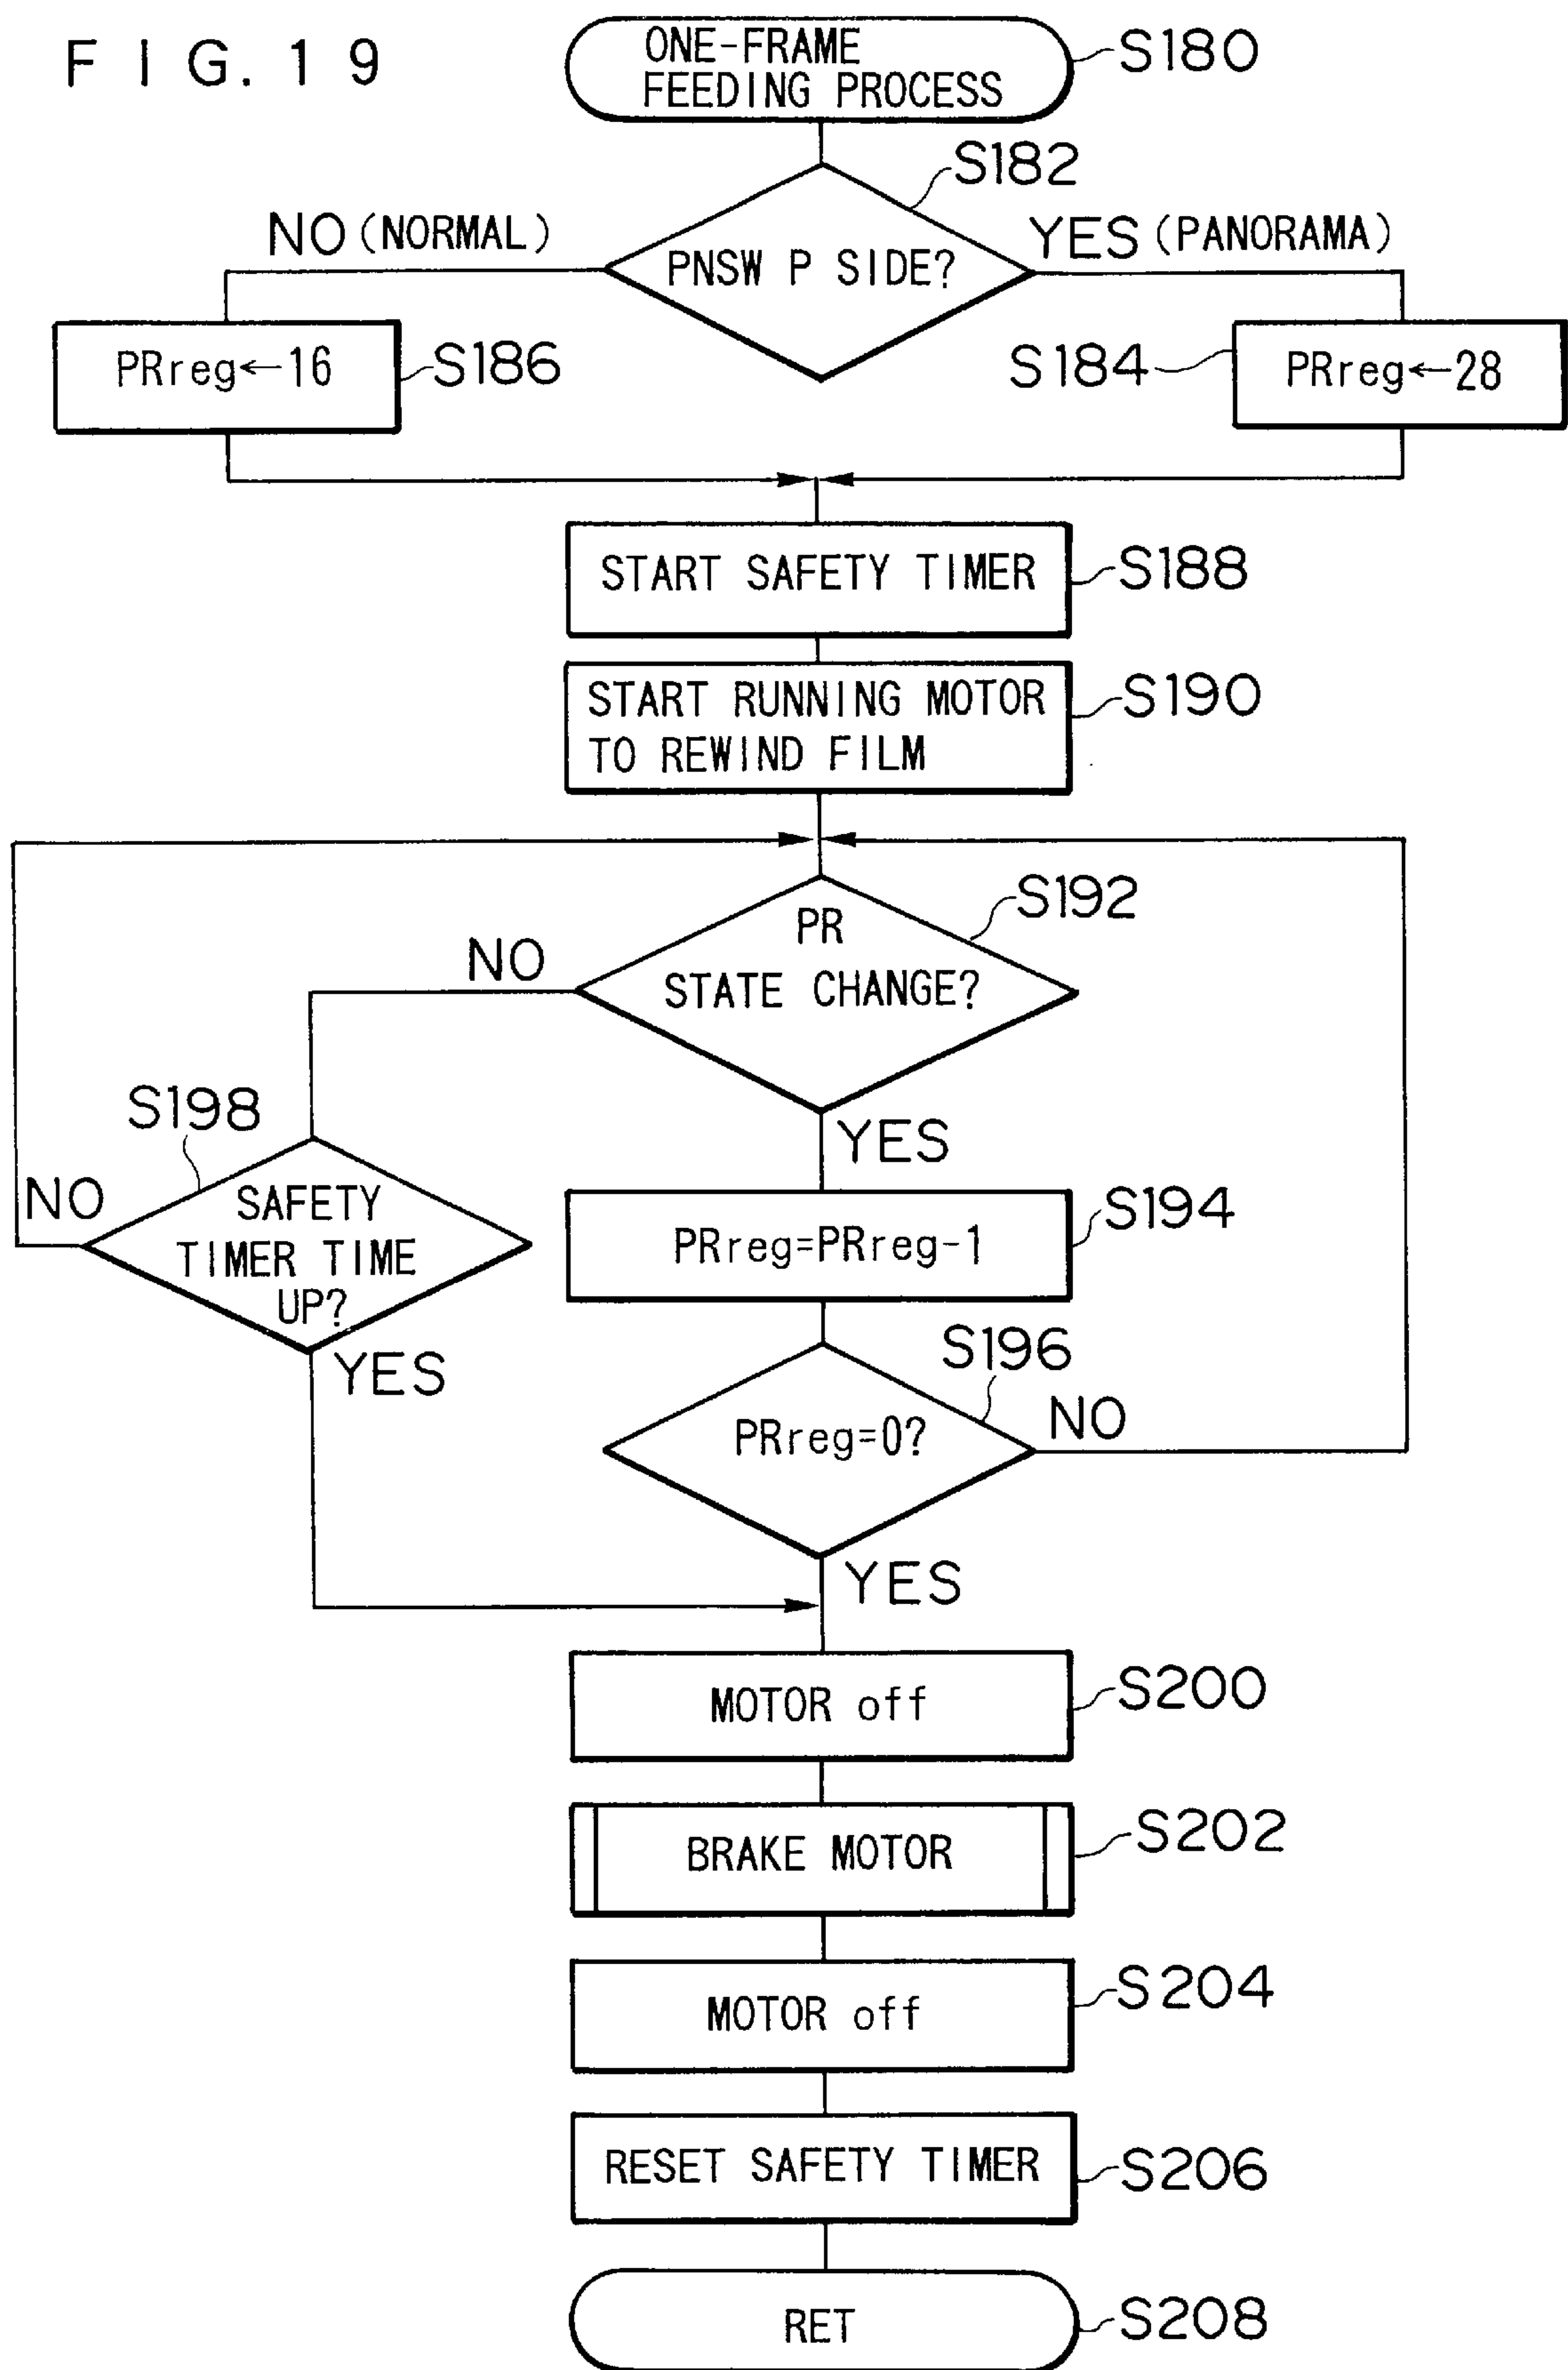 FIG. 19
ONE-FRAME
FEEDING PROCESS
S180
S182
NO (NORMAL)
YES (PANORAMA)
PNSW P SIDE?
PRreg←16
S186
S184
PRreg←28
START SAFETY TIMER
S188
START RUNNING MOTOR
TO REWIND FILM
S190
S192
PR
STATE CHANGE?
NO
YES
S198
NO
SAFETY
TIMER TIME
UP?
YES
S194
PRreg=PRreg-1
S196
PRreg=0?
NO
YES
MOTOR off
S200
BRAKE MOTOR
S202
MOTOR off
S204
RESET SAFETY TIMER
S206
RET
S208